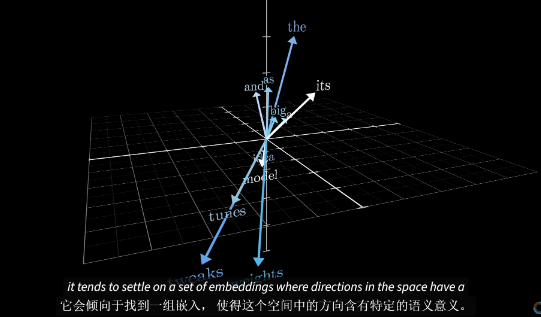 the
as
and
its
big
model
tunes
it tends to settle on a set of embeddings where directions in the space have a
它会倾向于找到一组嵌入，使得这个空间中的方向含有特定的语义意义。